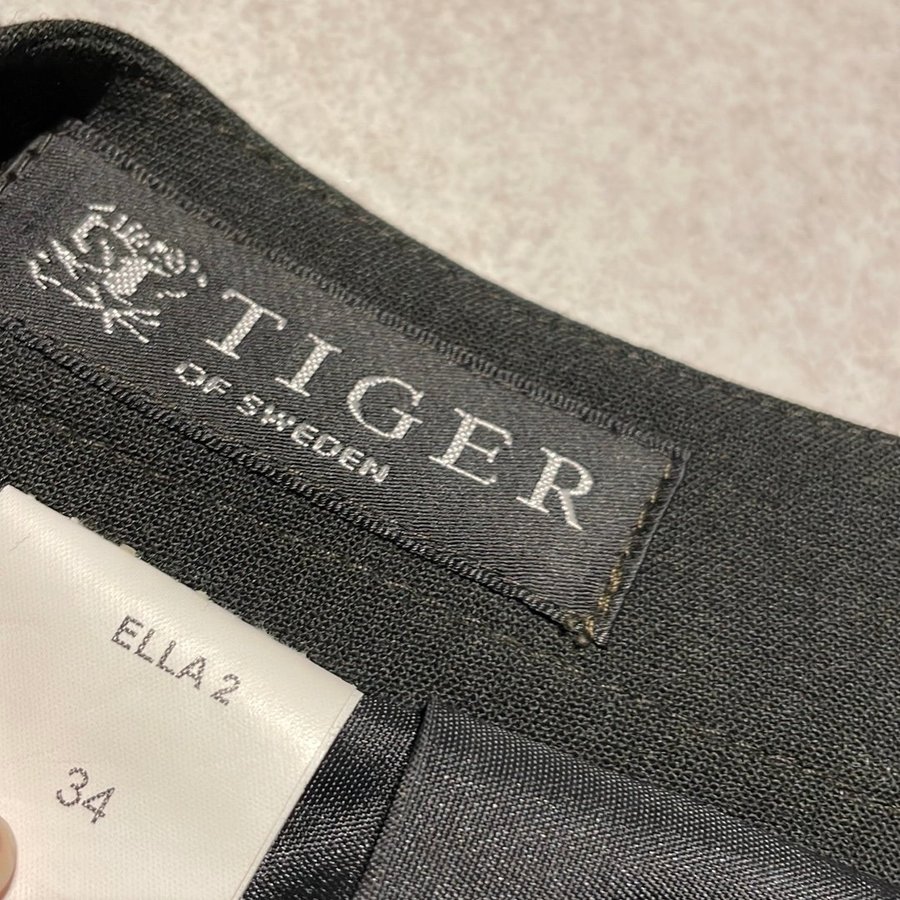 TIGER
OF SWEDEN
ELLA 2
34